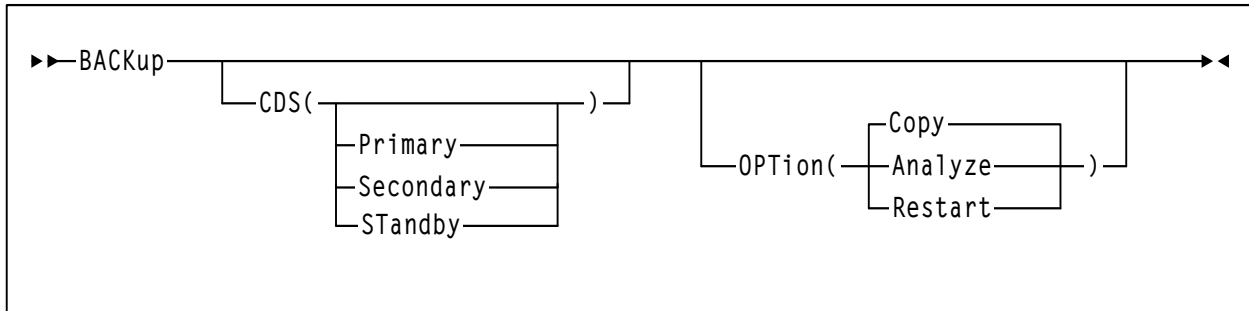 BACKup
CDS( )
Primary
Secondary
STandby
OPTion( )
Copy
Analyze
Restart